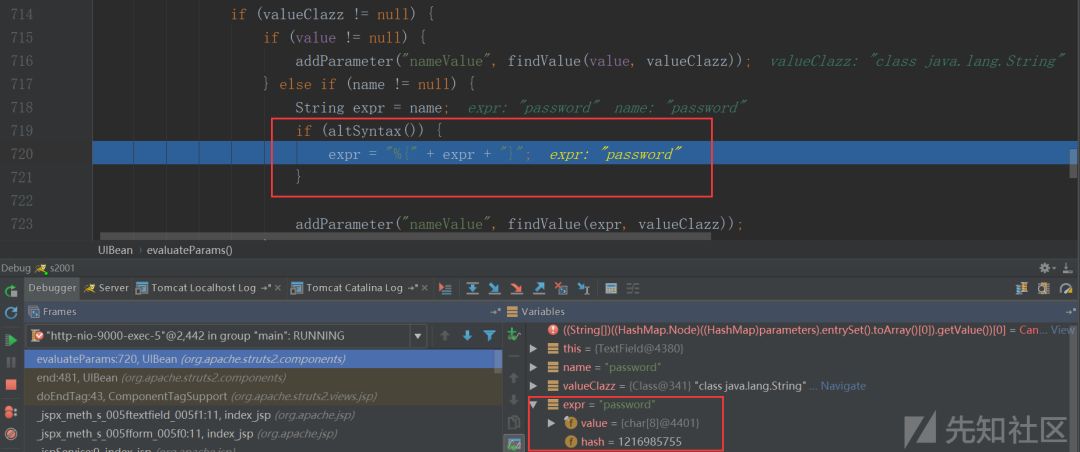 714 if (valueClazz != null) {
715 if (value != null) {
716 addParameter("nameValue", findValue(value, valueClazz)); valueClazz: "class java.lang.String"
717 } else if (name != null) {
718 String expr = name; expr: "password" name: "password"
719 if (altSyntax()) {
720 expr = "%{" + expr + "}"; expr: "password"
721 }
722
723 addParameter("nameValue", findValue(expr, valueClazz));
UIBean › evaluateParams()
Debug s2001
Debugger Server Tomcat Localhost Log Tomcat Catalina Log
Frames Variables
"http-nio-9000-exec-5"@2,442 in group "main": RUNNING
evaluateParams:720, UIBean (org.apache.struts2.components)
end:481, UIBean (org.apache.struts2.components)
doEndTag:43, ComponentTagSupport (org.apache.struts2.views.jsp)
_jspx_meth_s_005ftextfield_005f1:11, index_jsp (org.apache.jsp)
_jspx_meth_s_005fform_005f0:11, index_jsp (org.apache.jsp)
_jspService:9, index_jsp (org.apache.jsp)
((String[])((HashMap.Node)((HashMap)parameters).entrySet().toArray()[0]).getValue())[0] = Can... View
this = {TextField@4380}
name = "password"
valueClazz = {Class@341} "class java.lang.String" ... Navigate
expr = "password"
value = {char[8]@4401}
hash = 1216985755
先知社区